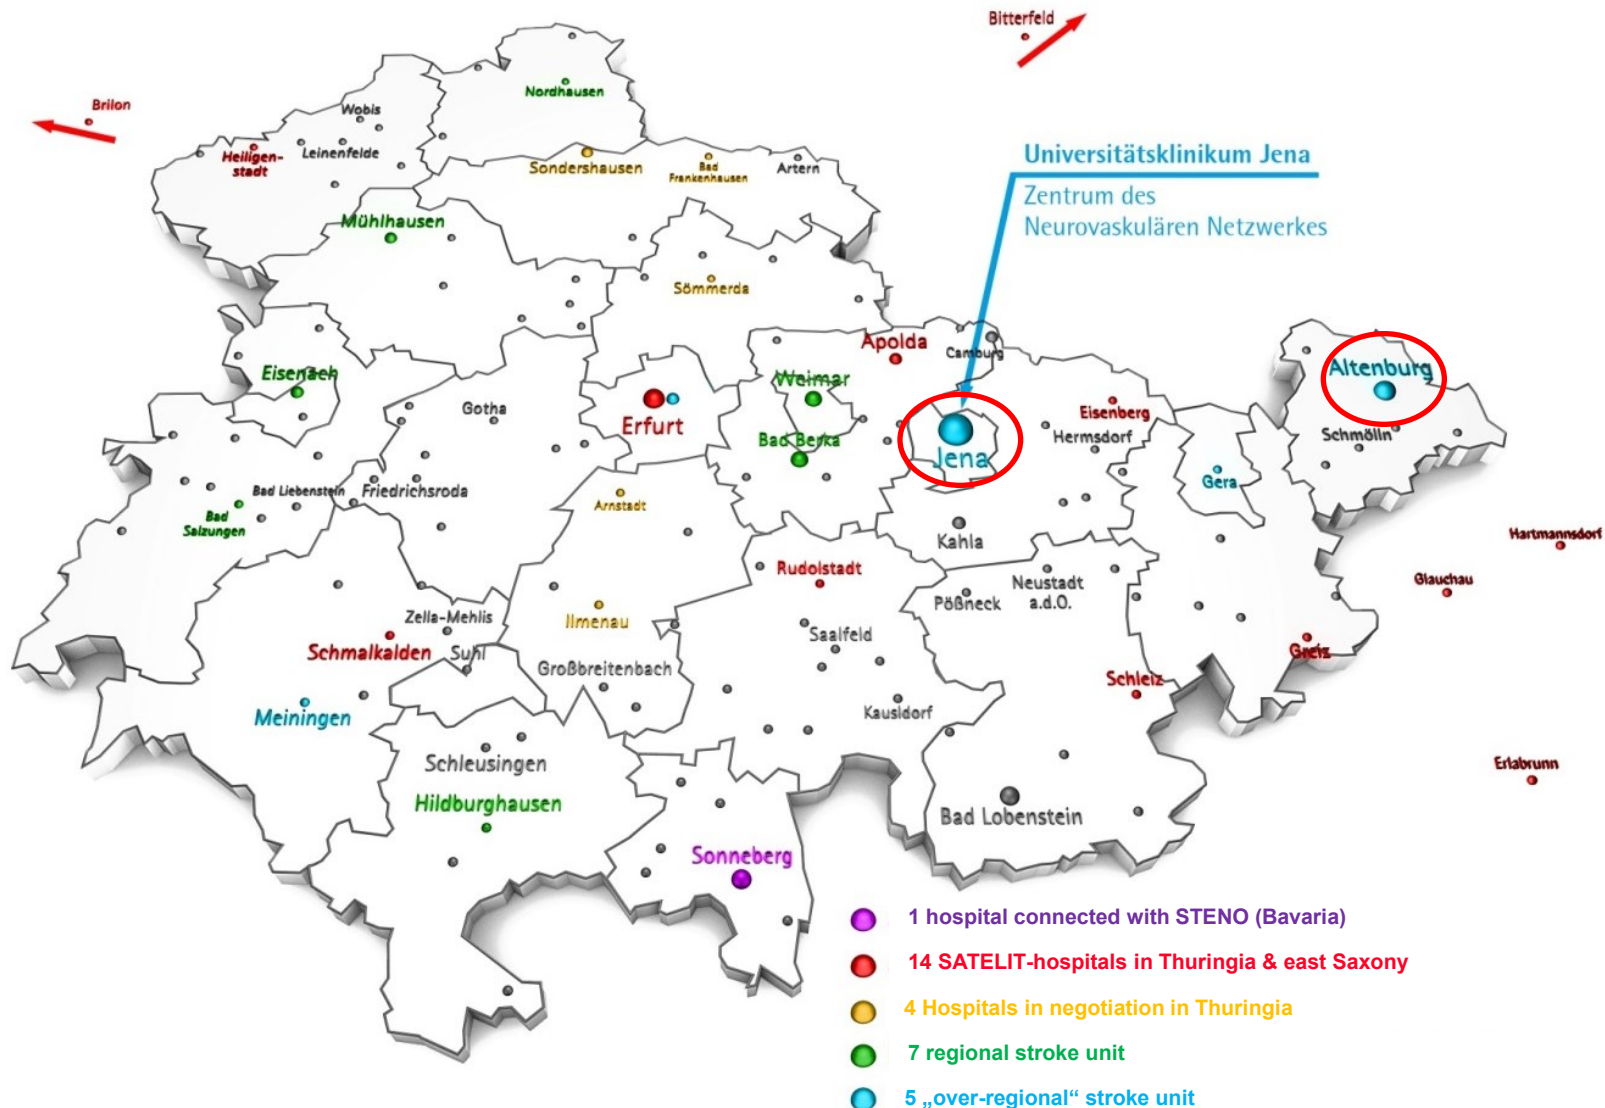 Bitterfeld
Brilon
Nordhausen
Wobis
Leinenfelde
Heiligen-
stadt
Sondershausen
Bad
Frankenhausen
Artern
Universitätsklinikum Jena
Zentrum des
Neurovaskulären Netzwerkes
Mühlhausen
Sömmerda
Apolda
Camburg
Altenburg
Eisenach
Weimar
Gotha
Erfurt
Eisenberg
Bad Berka
Jena
Hermsdorf
Schmölln
Gera
Bad Liebenstein
Friedrichsroda
Arnstadt
Bad
Salzungen
Kahla
Hartmannsdorf
Rudolstadt
Neustadt
a.d.O.
Glauchau
Pößneck
Zella-Mehlis
Ilmenau
Saalfeld
Schmalkalden
Suhl
Greiz
Großbreitenbach
Schleiz
Meiningen
Kausldorf
Schleusingen
Erlabrunn
Hildburghausen
Bad Lobenstein
Sonneberg
1 hospital connected with STENO (Bavaria)
14 SATELIT-hospitals in Thuringia & east Saxony
4 Hospitals in negotiation in Thuringia
7 regional stroke unit
5 „over-regional“ stroke unit